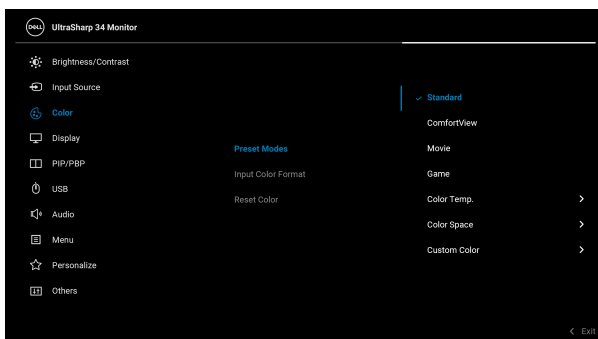 DELL UltraSharp 34 Monitor
Brightness/Contrast
Input Source
Color
Display
PIP/PBP
USB
Audio
Menu
Personalize
Others
Preset Modes
Input Color Format
Reset Color
Standard
ComfortView
Movie
Game
Color Temp.
Color Space
Custom Color
Exit